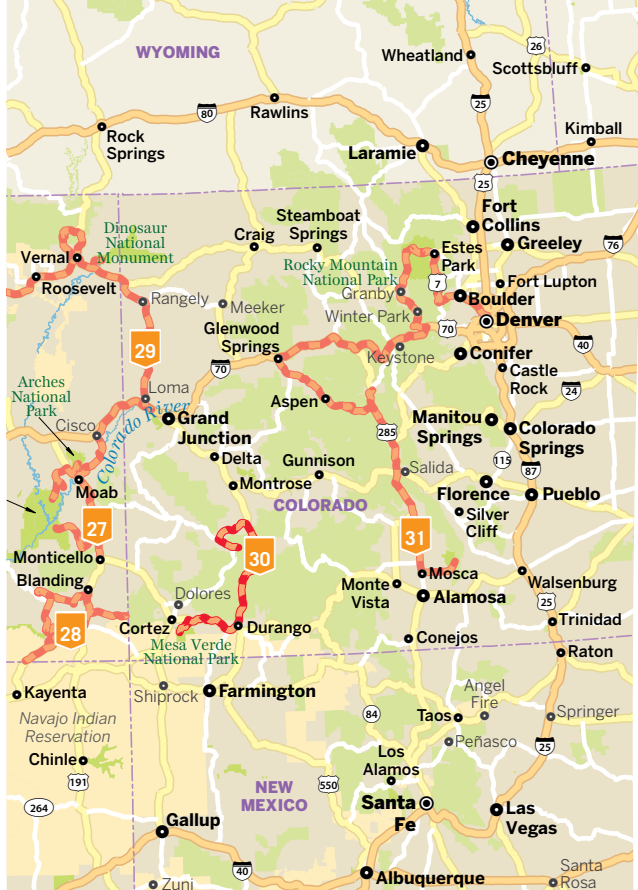 WYOMING
Wheatland
26
Scottsbluff
80
Rawlins
25
Rock
Springs
Laramie
Kimball
Cheyenne
25
Fort
Collins
Dinosaur
National
Monument
Steamboat
Springs
Craig
Greeley
76
Vernal
Estes
Park
Rocky Mountain
National Park
Roosevelt
Rangely
Meeker
Granby
7
Fort Lupton
Boulder
Winter Park
Denver
Glenwood
Springs
70
29
70
Keystone
Conifer
40
Castle
Rock
24
Arches
National
Park
Loma
Aspen
Colorado River
Grand
Junction
Manitou
Springs
Colorado
Springs
Cisco
285
Delta
Gunnison
Salida
115
87
Moab
Montrose
COLORADO
Florence
Pueblo
Silver
Cliff
27
30
31
Monticello
Blanding
Mosca
Walsenburg
Dolores
Monte
Vista
Alamosa
25
28
Cortez
Durango
Trinidad
Mesa Verde
National Park
Conejos
Raton
Kayenta
Shiprock
Farmington
Angel
Fire
Navajo Indian
Reservation
84
Taos
Springer
Peñasco
25
Chinle
Los
Alamos
191
NEW
MEXICO
550
264
Santa
Fe
Las
Vegas
Gallup
40
Santa
Rosa
Zuni
Albuquerque